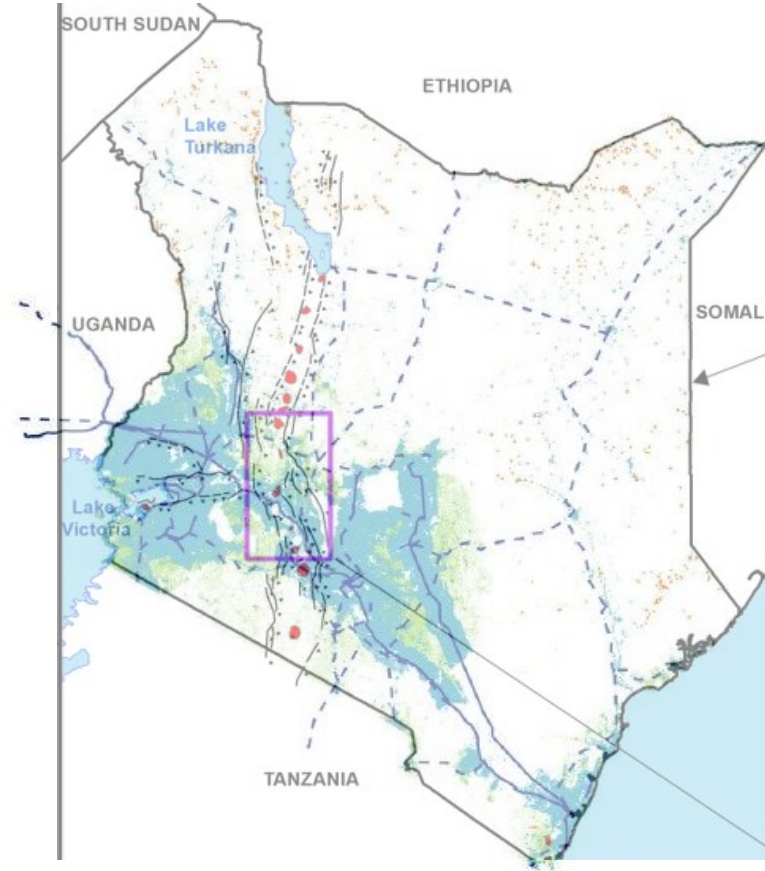 SOUTH SUDAN
ETHIOPIA
Lake
Turkana
UGANDA
SOMAL
Lake
Victoria
TANZANIA